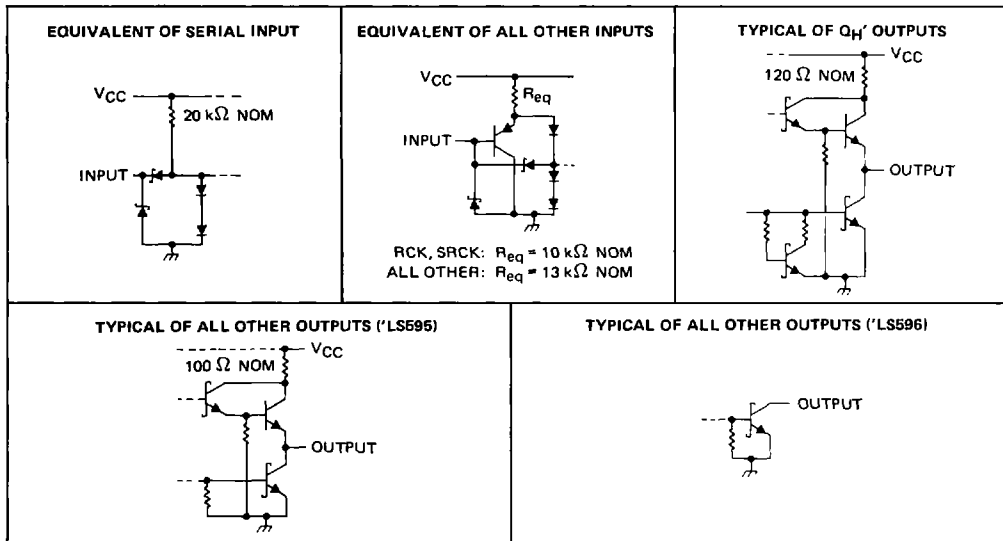 EQUIVALENT OF SERIAL INPUT
VCC
20 kΩ NOM
INPUT
EQUIVALENT OF ALL OTHER INPUTS
VCC
Req
INPUT
RCK, SRCK: Req = 10 kΩ NOM
ALL OTHER: Req = 13 kΩ NOM
TYPICAL OF QH' OUTPUTS
VCC
120 Ω NOM
OUTPUT
TYPICAL OF ALL OTHER OUTPUTS ('LS595)
VCC
100 Ω NOM
OUTPUT
TYPICAL OF ALL OTHER OUTPUTS ('LS596)
OUTPUT